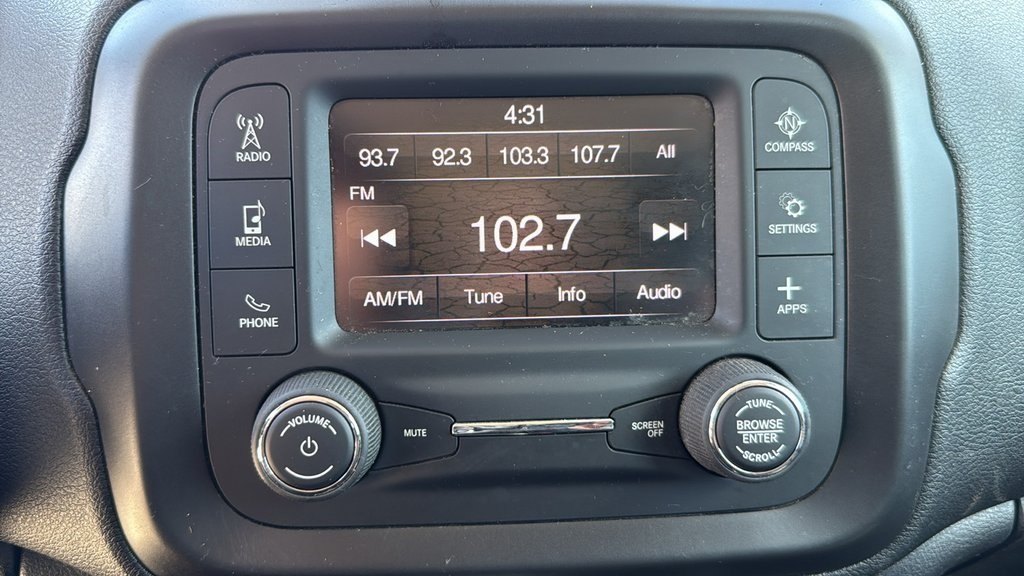 4:31
93.7 92.3 103.3 107.7 All
FM
102.7
AM/FM Tune Info Audio
RADIO
MEDIA
PHONE
COMPASS
SETTINGS
APPS
VOLUME
MUTE
SCREEN
OFF
TUNE
BROWSE
ENTER
SCROLL